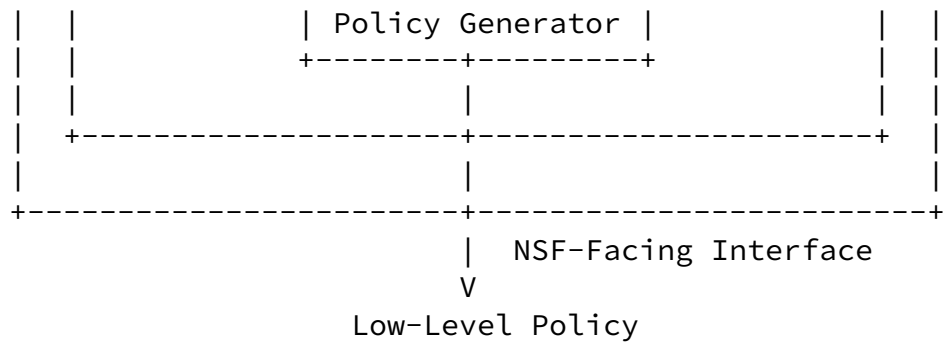 | | | Policy Generator | | |
| | +--------+---------+ | |
| | | | |
| +---------------------+----------------------+ |
| | |
+-------------------------+--------------------------+
| NSF-Facing Interface
V
Low-Level Policy